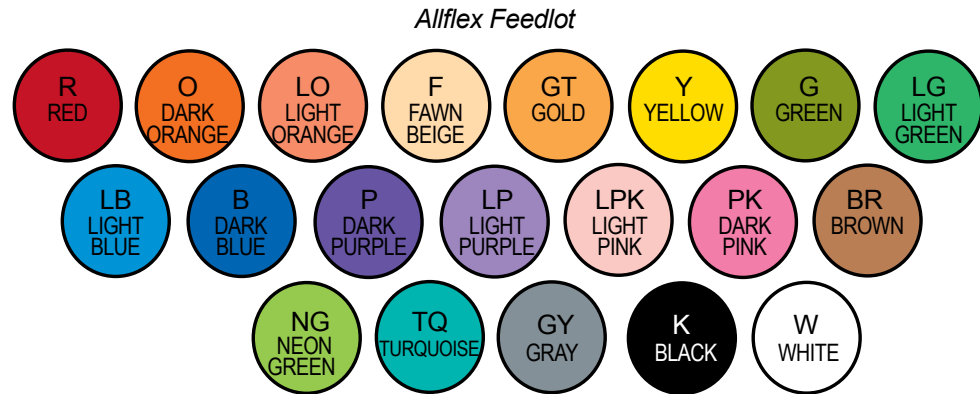 Allflex Feedlot
R
RED
O
DARK
ORANGE
LO
LIGHT
ORANGE
F
FAWN
BEIGE
GT
GOLD
Y
YELLOW
G
GREEN
LG
LIGHT
GREEN
LB
LIGHT
BLUE
B
DARK
BLUE
P
DARK
PURPLE
LP
LIGHT
PURPLE
LPK
LIGHT
PINK
PK
DARK
PINK
BR
BROWN
NG
NEON
GREEN
TQ
TURQUOISE
GY
GRAY
K
BLACK
W
WHITE